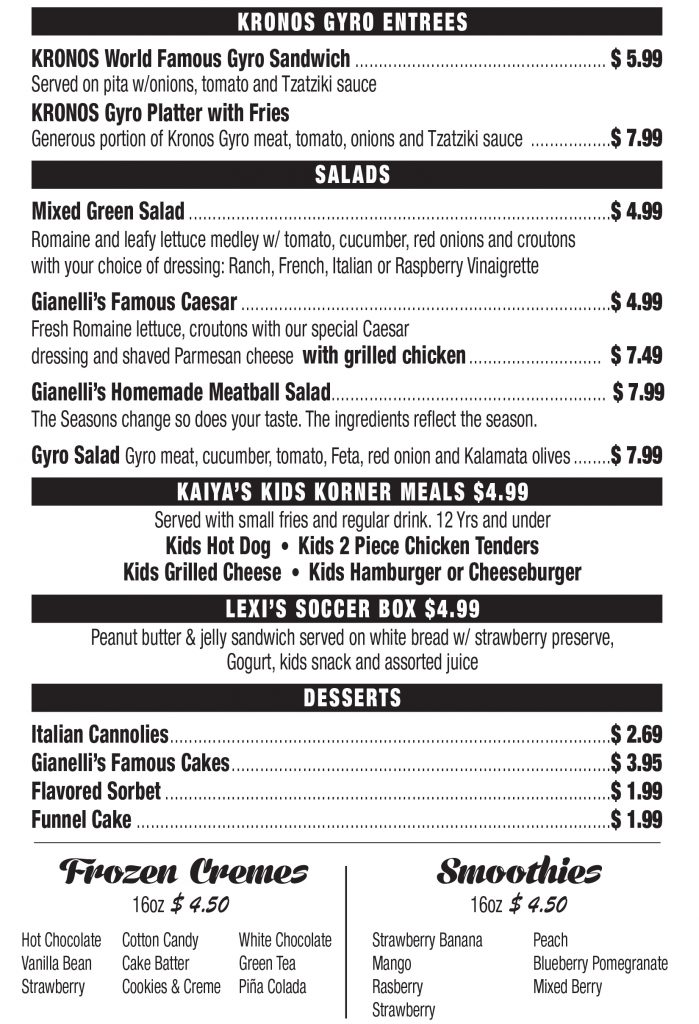 KRONOS GYRO ENTREES
KRONOS World Famous Gyro Sandwich ..................................................... $ 5.99
Served on pita w/onions, tomato and Tzatziki sauce
KRONOS Gyro Platter with Fries
Generous portion of Kronos Gyro meat, tomato, onions and Tzatziki sauce .................$ 7.99
SALADS
Mixed Green Salad .........................................................................................$ 4.99
Romaine and leafy lettuce medley w/ tomato, cucumber, red onions and croutons
with your choice of dressing: Ranch, French, Italian or Raspberry Vinaigrette
Gianelli's Famous Caesar ..............................................................................$ 4.99
Fresh Romaine lettuce, croutons with our special Caesar
dressing and shaved Parmesan cheese with grilled chicken ............................ $ 7.49
Gianelli's Homemade Meatball Salad.......................................................... $ 7.99
The Seasons change so does your taste. The ingredients reflect the season.
Gyro Salad Gyro meat, cucumber, tomato, Feta, red onion and Kalamata olives ........$ 7.99
KAIYA'S KIDS KORNER MEALS $4.99
Served with small fries and regular drink. 12 Yrs and under
Kids Hot Dog • Kids 2 Piece Chicken Tenders
Kids Grilled Cheese • Kids Hamburger or Cheeseburger
LEXI'S SOCCER BOX $4.99
Peanut butter & jelly sandwich served on white bread w/ strawberry preserve,
Gogurt, kids snack and assorted juice
DESSERTS
Italian Cannolies.............................................................................................$ 2.69
Gianelli's Famous Cakes................................................................................$ 3.95
Flavored Sorbet ..............................................................................................$ 1.99
Funnel Cake ....................................................................................................$ 1.99
Frozen Cremes
16oz $ 4.50
Hot Chocolate Cotton Candy White Chocolate
Vanilla Bean Cake Batter Green Tea
Strawberry Cookies & Creme Piña Colada
Smoothies
16oz $ 4.50
Strawberry Banana Peach
Mango Blueberry Pomegranate
Rasberry Mixed Berry
Strawberry